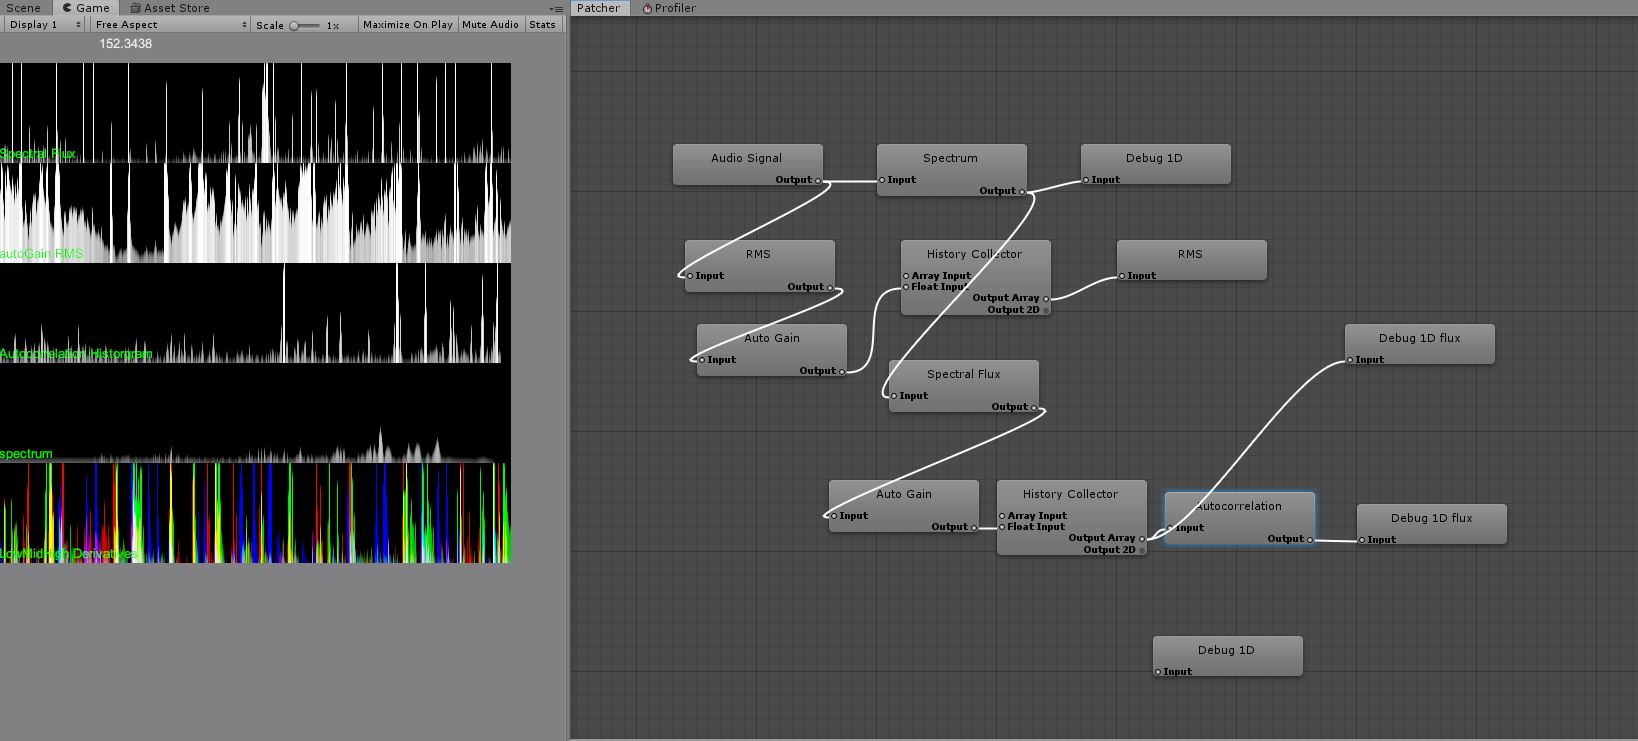 Scene Game Asset Store
Display 1 Free Aspect Scale 1x Maximize On Play Mute Audio Stats
152.3438
Spectral Flux
autoGain RMS
Autocorrelation Historgram
spectrum
LowMidHigh Derivatives
Patcher Profiler
Audio Signal
Output
Spectrum
Input
Output
Debug 1D
Input
RMS
Input
Output
History Collector
Array Input
Float Input
Output Array
Output 2D
RMS
Input
Auto Gain
Input
Output
Spectral Flux
Input
Output
Debug 1D flux
Input
Auto Gain
Input
Output
History Collector
Array Input
Float Input
Output Array
Output 2D
Autocorrelation
Input
Output
Debug 1D flux
Input
Debug 1D
Input